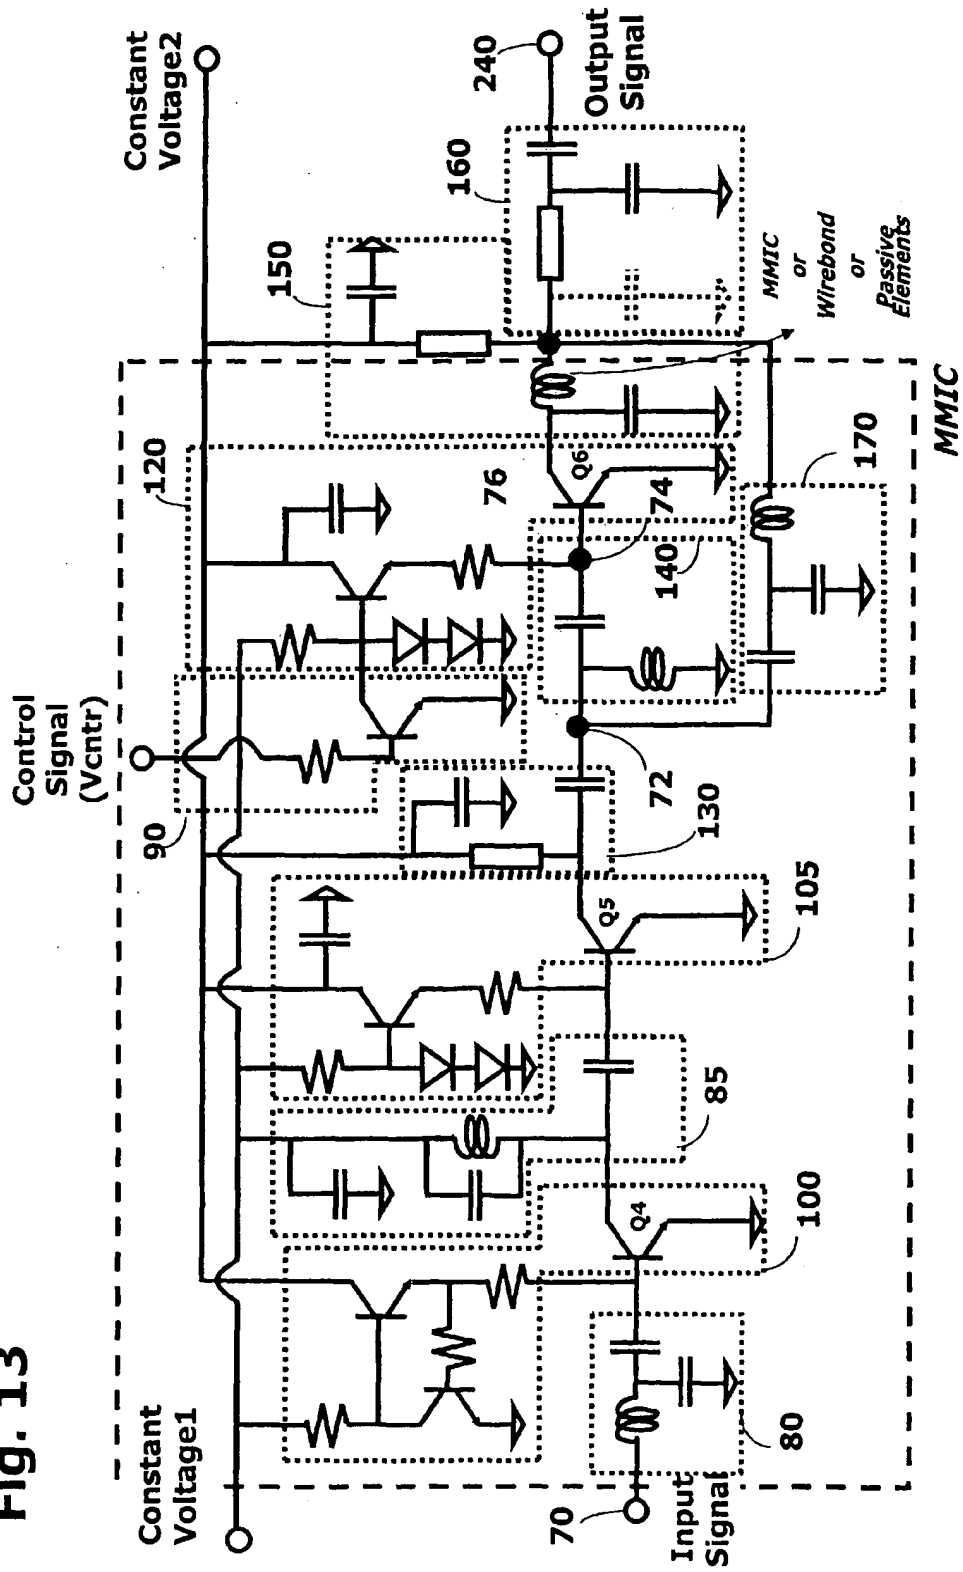 Fig. 13
Constant
Voltage1
Control
Signal
(Vcntr)
Constant
Voltage2
90
120
150
160
240
Output
Signal
76
Q6
74
140
72
130
Q5
105
Q4
85
100
80
70
Input
Signal
170
MMIC
or
Wirebond
or
Passive
Elements
MMIC